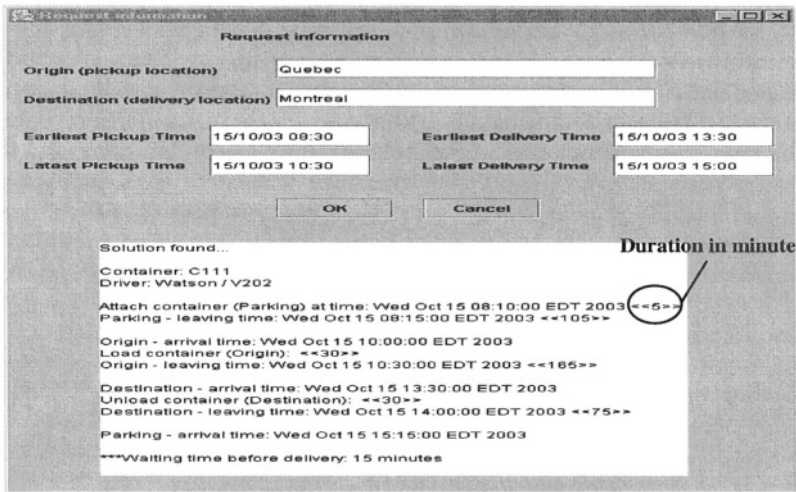 Request information
Request information
Origin (pickup location) Quebec
Destination (delivery location) Montreal
Earliest Pickup Time 15/10/03 08:30 Earliest Delivery Time 15/10/03 13:30
Latest Pickup Time 15/10/03 10:30 Latest Delivery Time 15/10/03 15:00
OK Cancel
Solution found...
Duration in minute
Container: C111
Driver: Watson / V202
Attach container (Parking) at time: Wed Oct 15 08:10:00 EDT 2003 <<5>>
Parking - leaving time: Wed Oct 15 08:15:00 EDT 2003 <<105>>
Origin - arrival time: Wed Oct 15 10:00:00 EDT 2003
Load container (Origin): <<30>>
Origin - leaving time: Wed Oct 15 10:30:00 EDT 2003 <<165>>
Destination - arrival time: Wed Oct 15 13:30:00 EDT 2003
Unload container (Destination): <<30>>
Destination - leaving time: Wed Oct 15 14:00:00 EDT 2003 <<75>>
Parking - arrival time: Wed Oct 15 15:15:00 EDT 2003
***Waiting time before delivery: 15 minutes